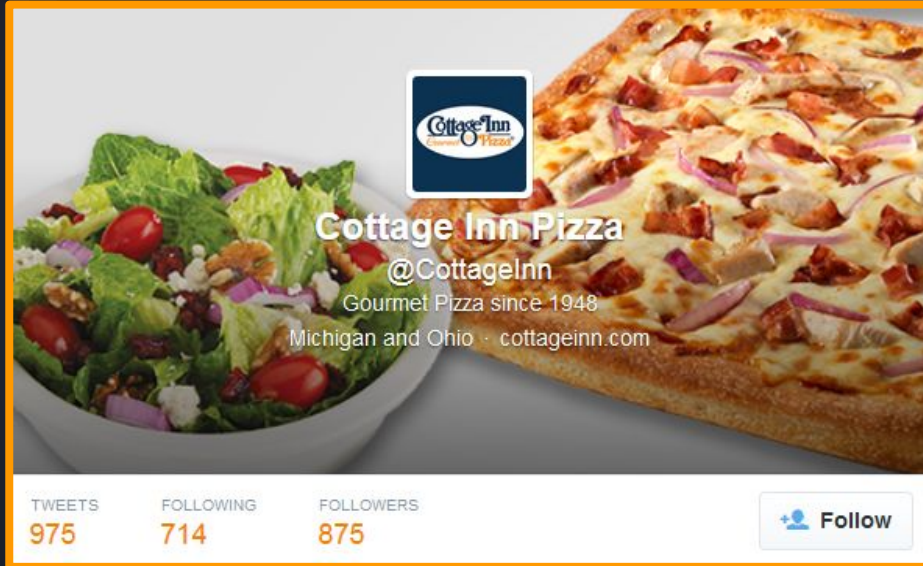 Cottage Inn
Gourmet Pizza
Cottage Inn Pizza
@CottageInn
Gourmet Pizza since 1948
Michigan and Ohio · cottageinn.com
TWEETS FOLLOWING FOLLOWERS
975 714 875
Follow